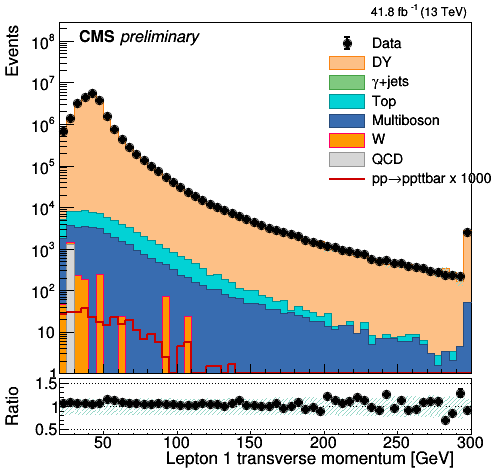 41.8 fb⁻¹ (13 TeV)
CMS preliminary
Events
10⁸
10⁷
10⁶
10⁵
10⁴
10³
10²
10
1
Data
DY
γ+jets
Top
Multiboson
W
QCD
pp→ppttbar x 1000
Ratio
1.5
1
0.5
50 100 150 200 250 300
Lepton 1 transverse momentum [GeV]